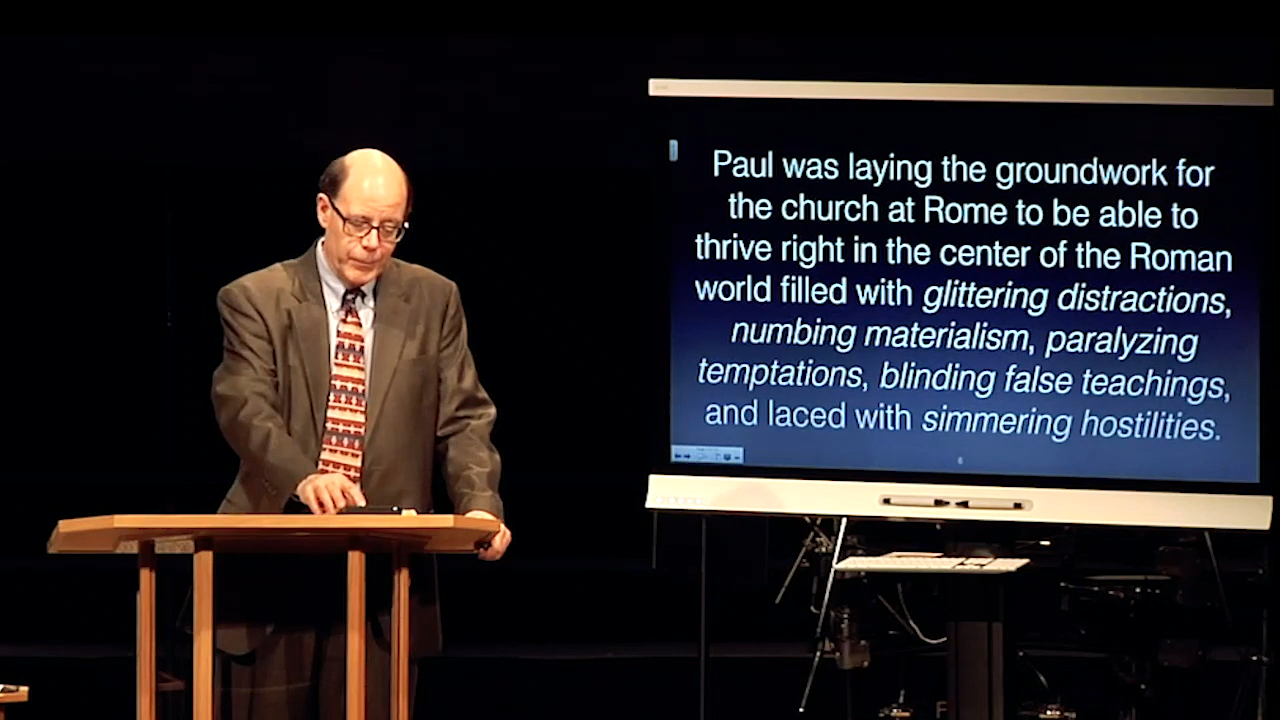 Paul was laying the groundwork for
the church at Rome to be able to
thrive right in the center of the Roman
world filled with glittering distractions,
numbing materialism, paralyzing
temptations, blinding false teachings,
and laced with simmering hostilities.
6